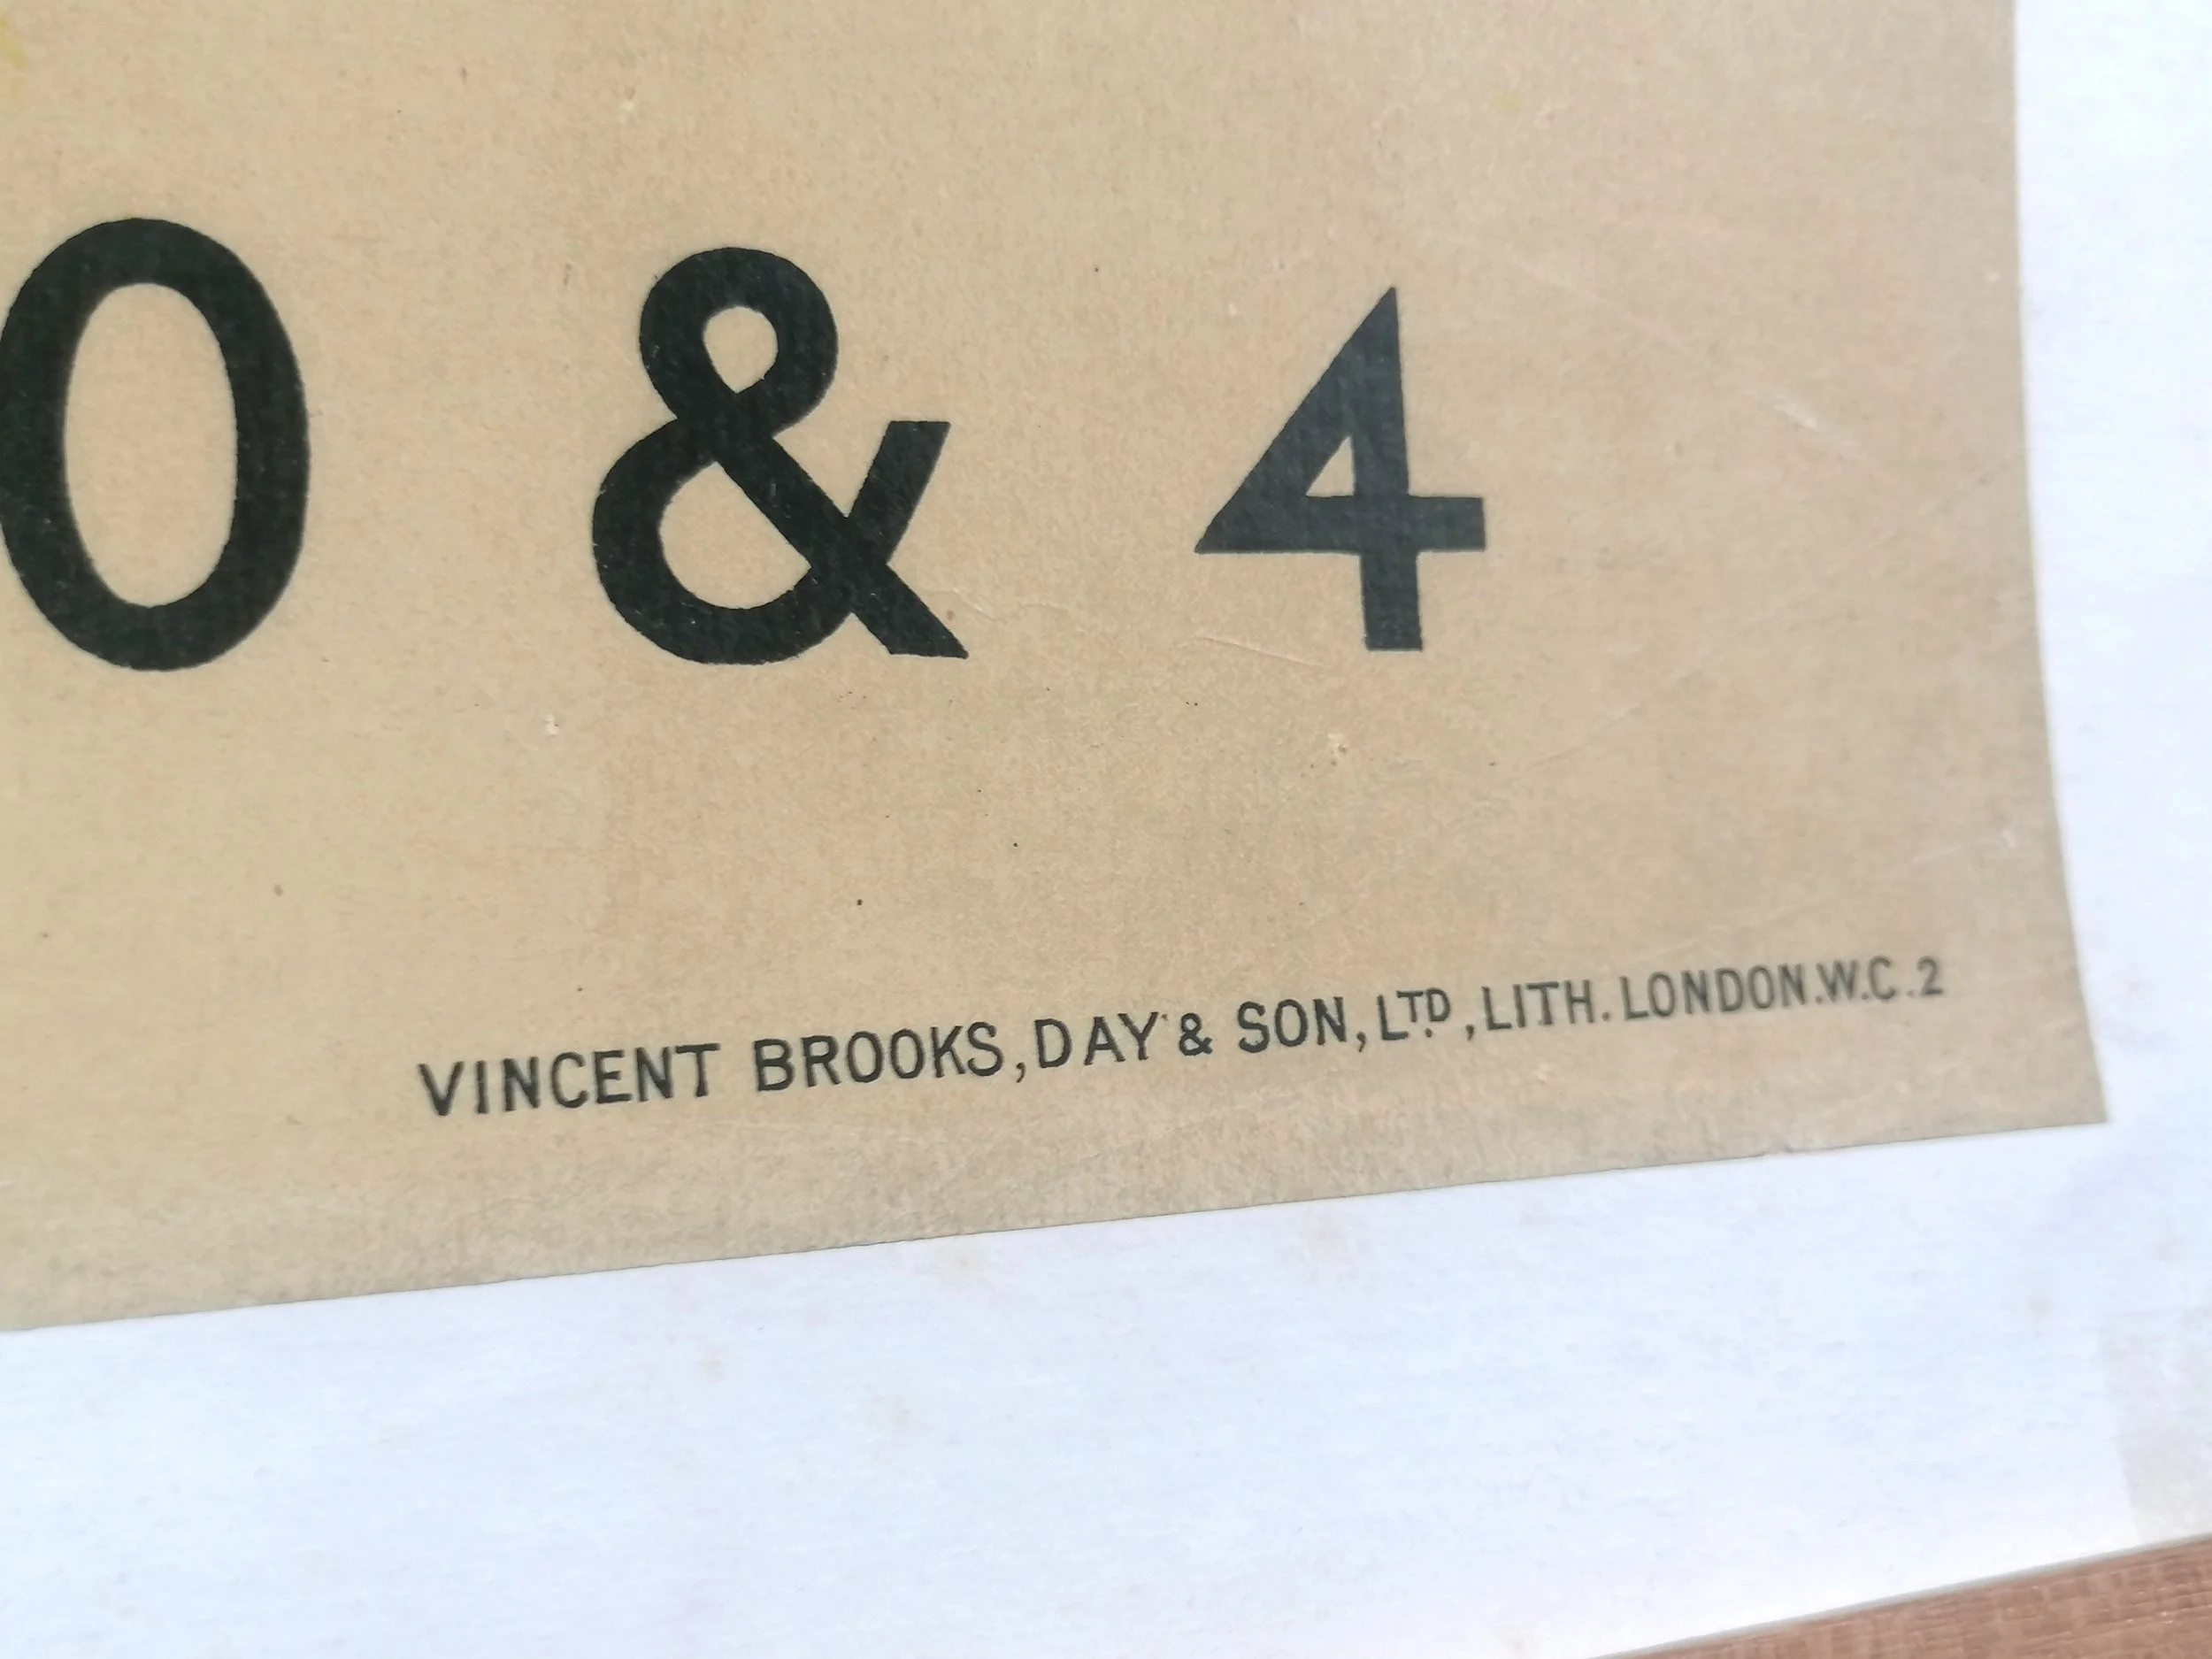 0 & 4
VINCENT BROOKS, DAY & SON, LTD, LITH. LONDON. W.C.2